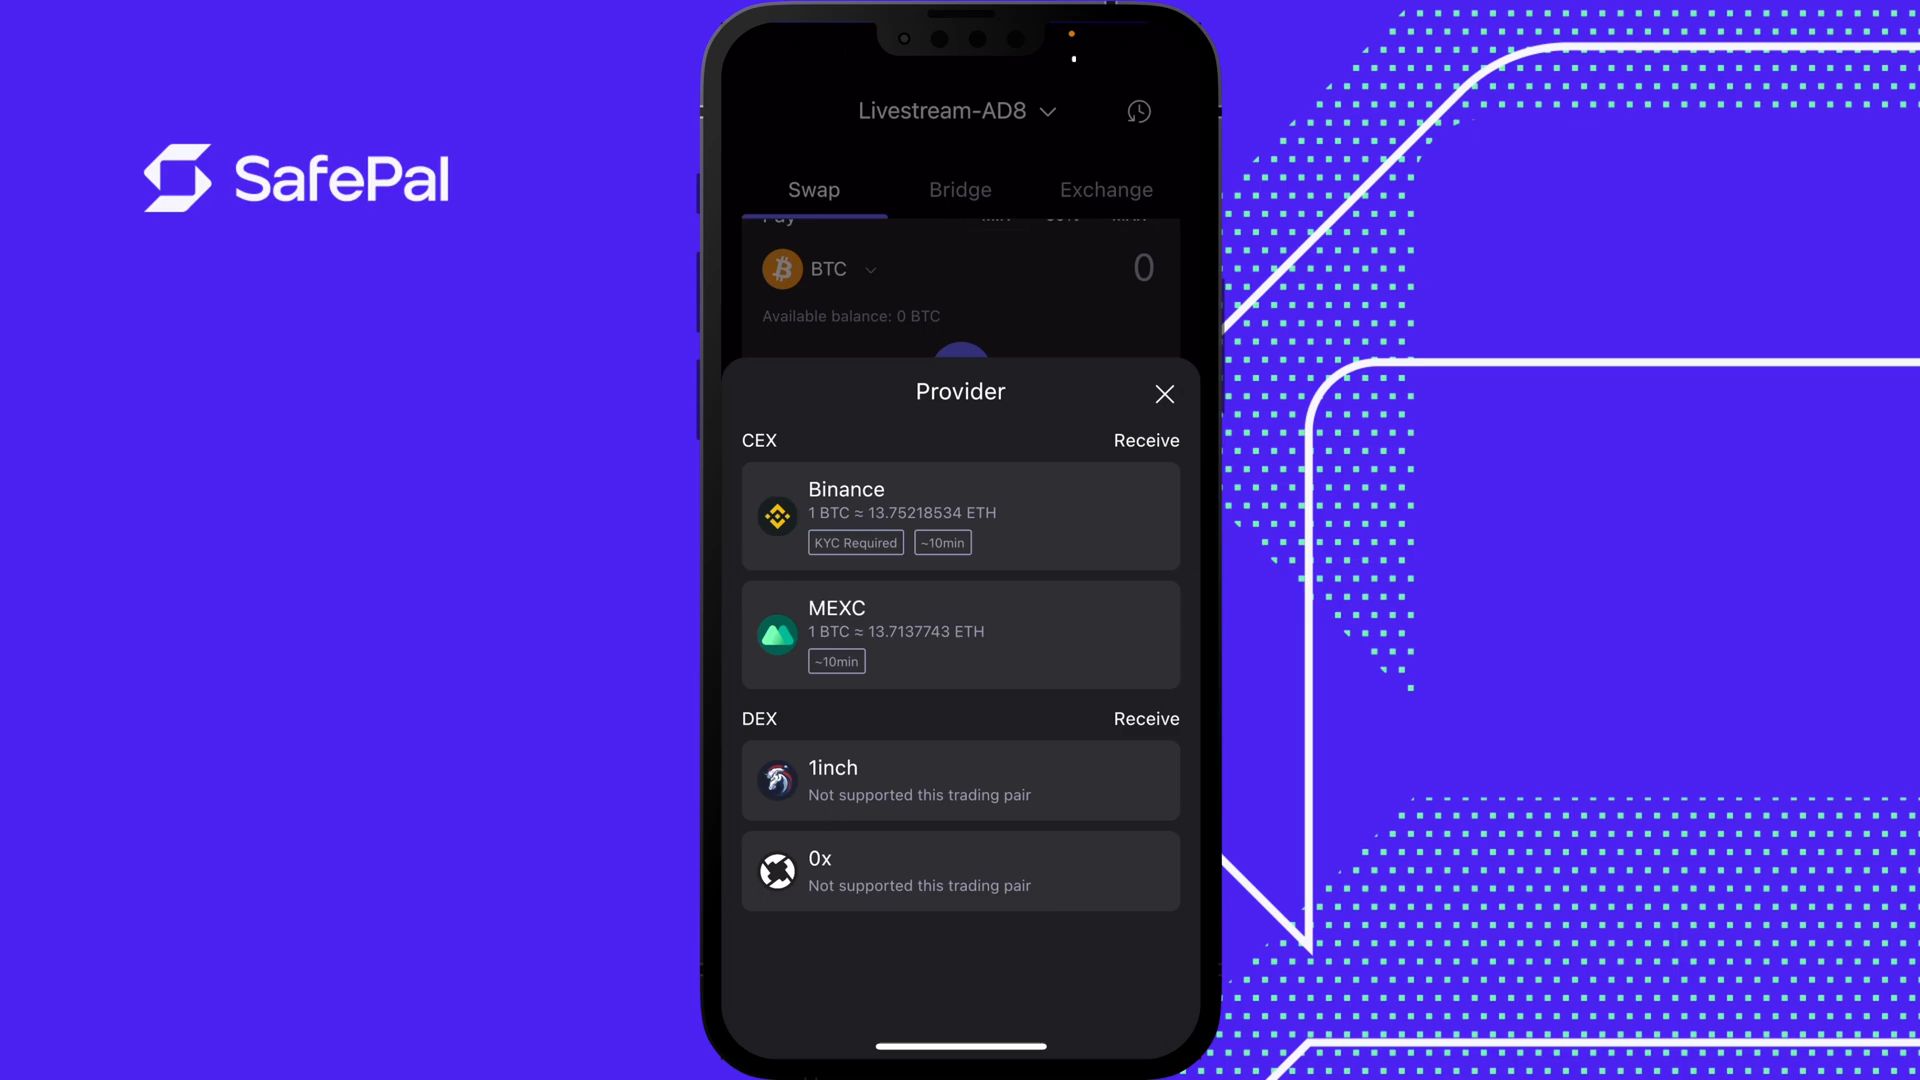 SafePal
Livestream-AD8
Swap
Bridge
Exchange
Pay
BTC
0
Available balance: 0 BTC
Provider
CEX
Receive
Binance
1 BTC ≈ 13.75218534 ETH
KYC Required
~10min
MEXC
1 BTC ≈ 13.7137743 ETH
~10min
DEX
Receive
1inch
Not supported this trading pair
0x
Not supported this trading pair